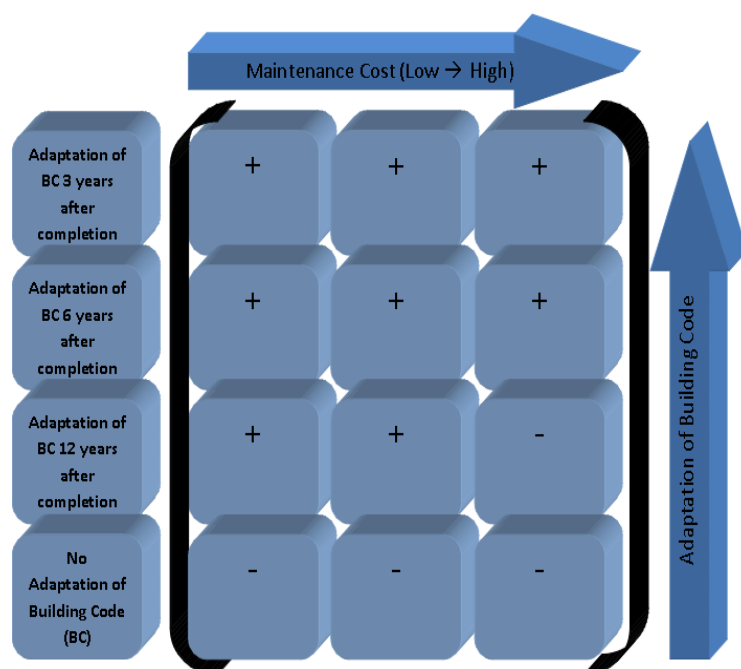 Maintenance Cost (Low → High)
Adaptation of
BC 3 years
after
completion
+ + +
Adaptation of
BC 6 years
after
completion
+ + +
Adaptation of
BC 12 years
after
completion
+ + -
No
Adaptation of
Building Code
(BC)
- - -
Adaptation of Building Code